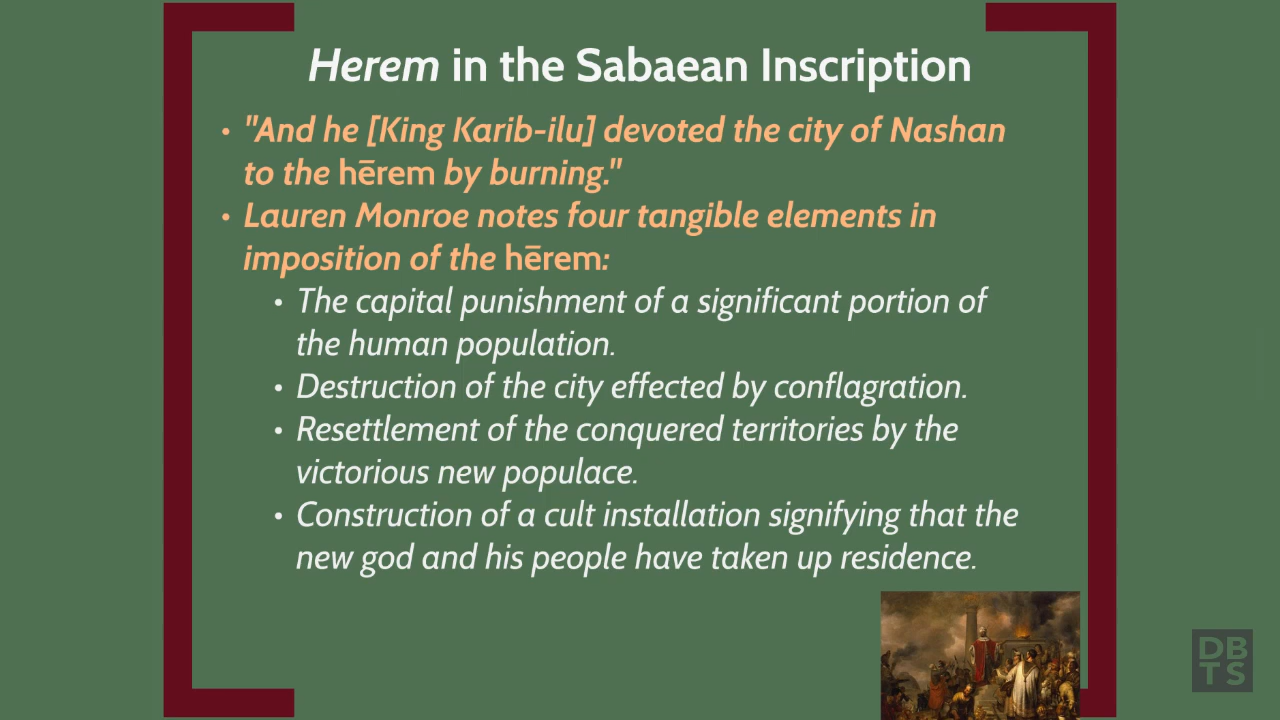 Herem in the Sabaean Inscription
• "And he [King Karib-ilu] devoted the city of Nashan
to the hērem by burning."
• Lauren Monroe notes four tangible elements in
imposition of the hērem:
• The capital punishment of a significant portion of
the human population.
• Destruction of the city effected by conflagration.
• Resettlement of the conquered territories by the
victorious new populace.
• Construction of a cult installation signifying that the
new god and his people have taken up residence.
DB
TS